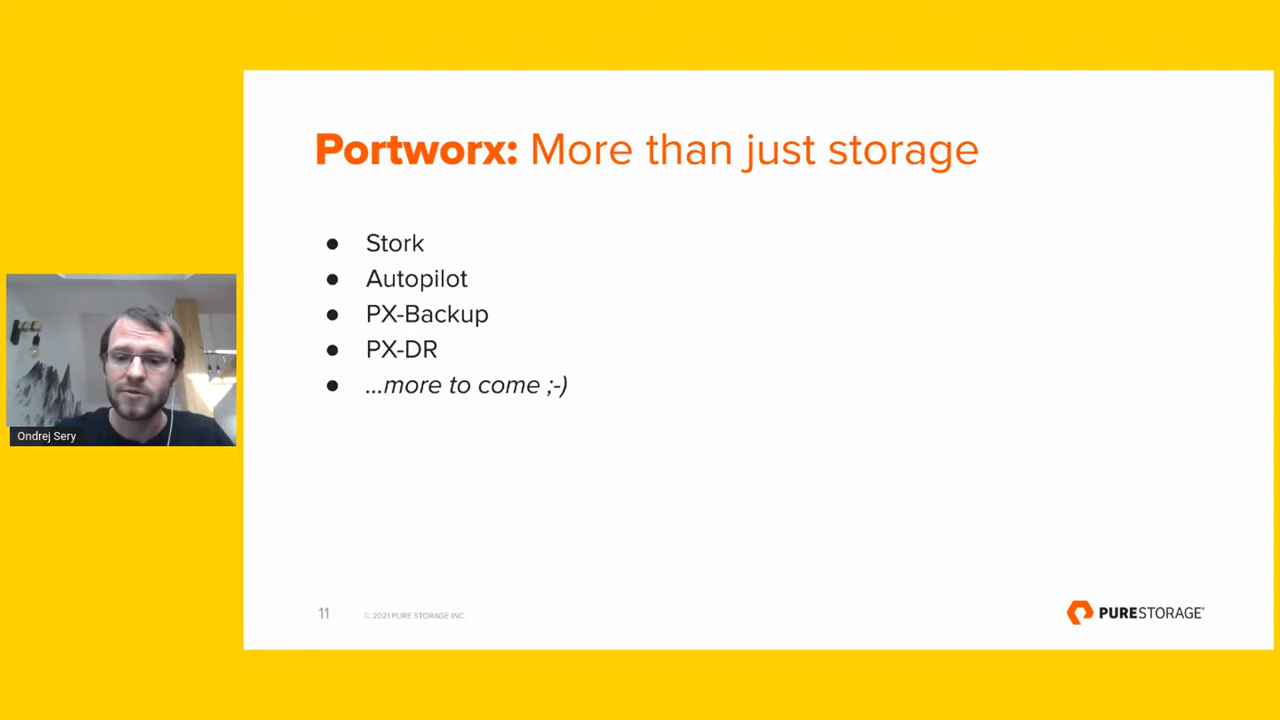 Portworx: More than just storage
● Stork
● Autopilot
● PX-Backup
● PX-DR
● ...more to come ;-)
Ondrej Sery
11
© 2021 PURE STORAGE INC.
PURESTORAGE®